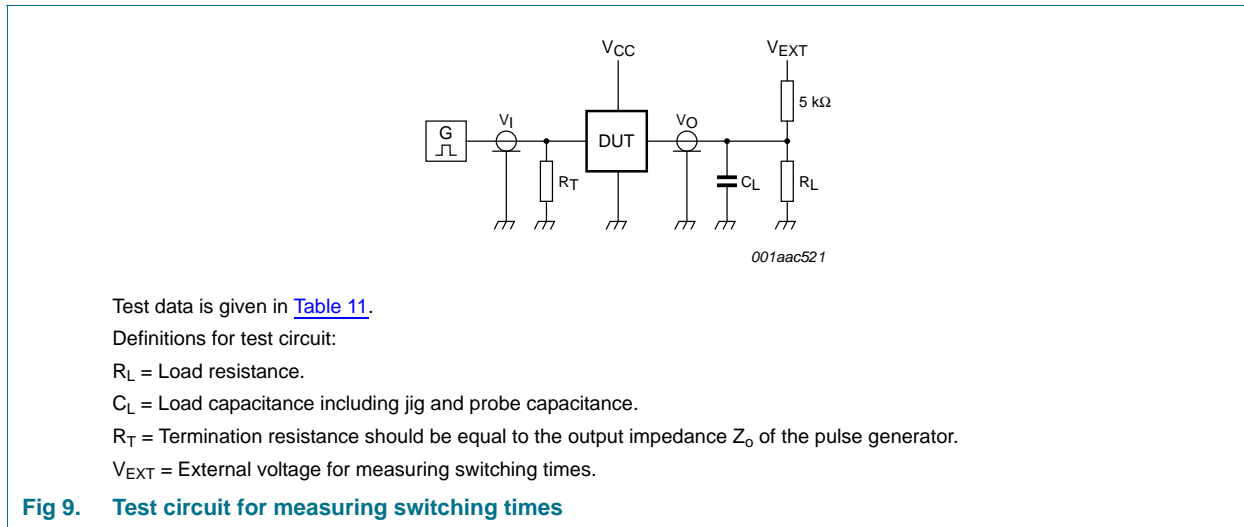 VCC
VEXT
5 kΩ
G
VI
DUT
VO
RT
CL
RL
001aac521
Test data is given in Table 11.
Definitions for test circuit:
RL = Load resistance.
CL = Load capacitance including jig and probe capacitance.
RT = Termination resistance should be equal to the output impedance Zo of the pulse generator.
VEXT = External voltage for measuring switching times.
Fig 9. Test circuit for measuring switching times